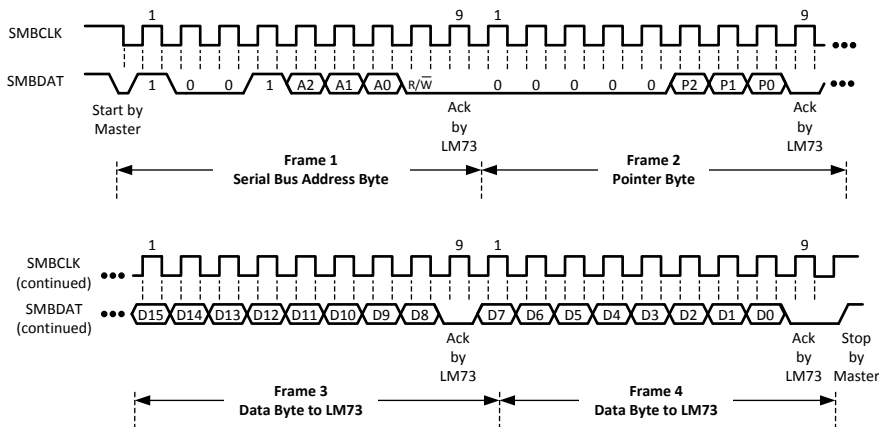 1 9 1 9
SMBCLK
SMBDAT
1 0 0 1 A2 A1 A0 R/W̅ 0 0 0 0 0 P2 P1 P0
Start by
Master
Ack
by
LM73
Ack
by
LM73
Frame 1
Serial Bus Address Byte
Frame 2
Pointer Byte
1 9 1 9
SMBCLK
(continued)
SMBDAT
(continued)
D15 D14 D13 D12 D11 D10 D9 D8 D7 D6 D5 D4 D3 D2 D1 D0
Ack
by
LM73
Ack
by
LM73
Stop
by
Master
Frame 3
Data Byte to LM73
Frame 4
Data Byte to LM73